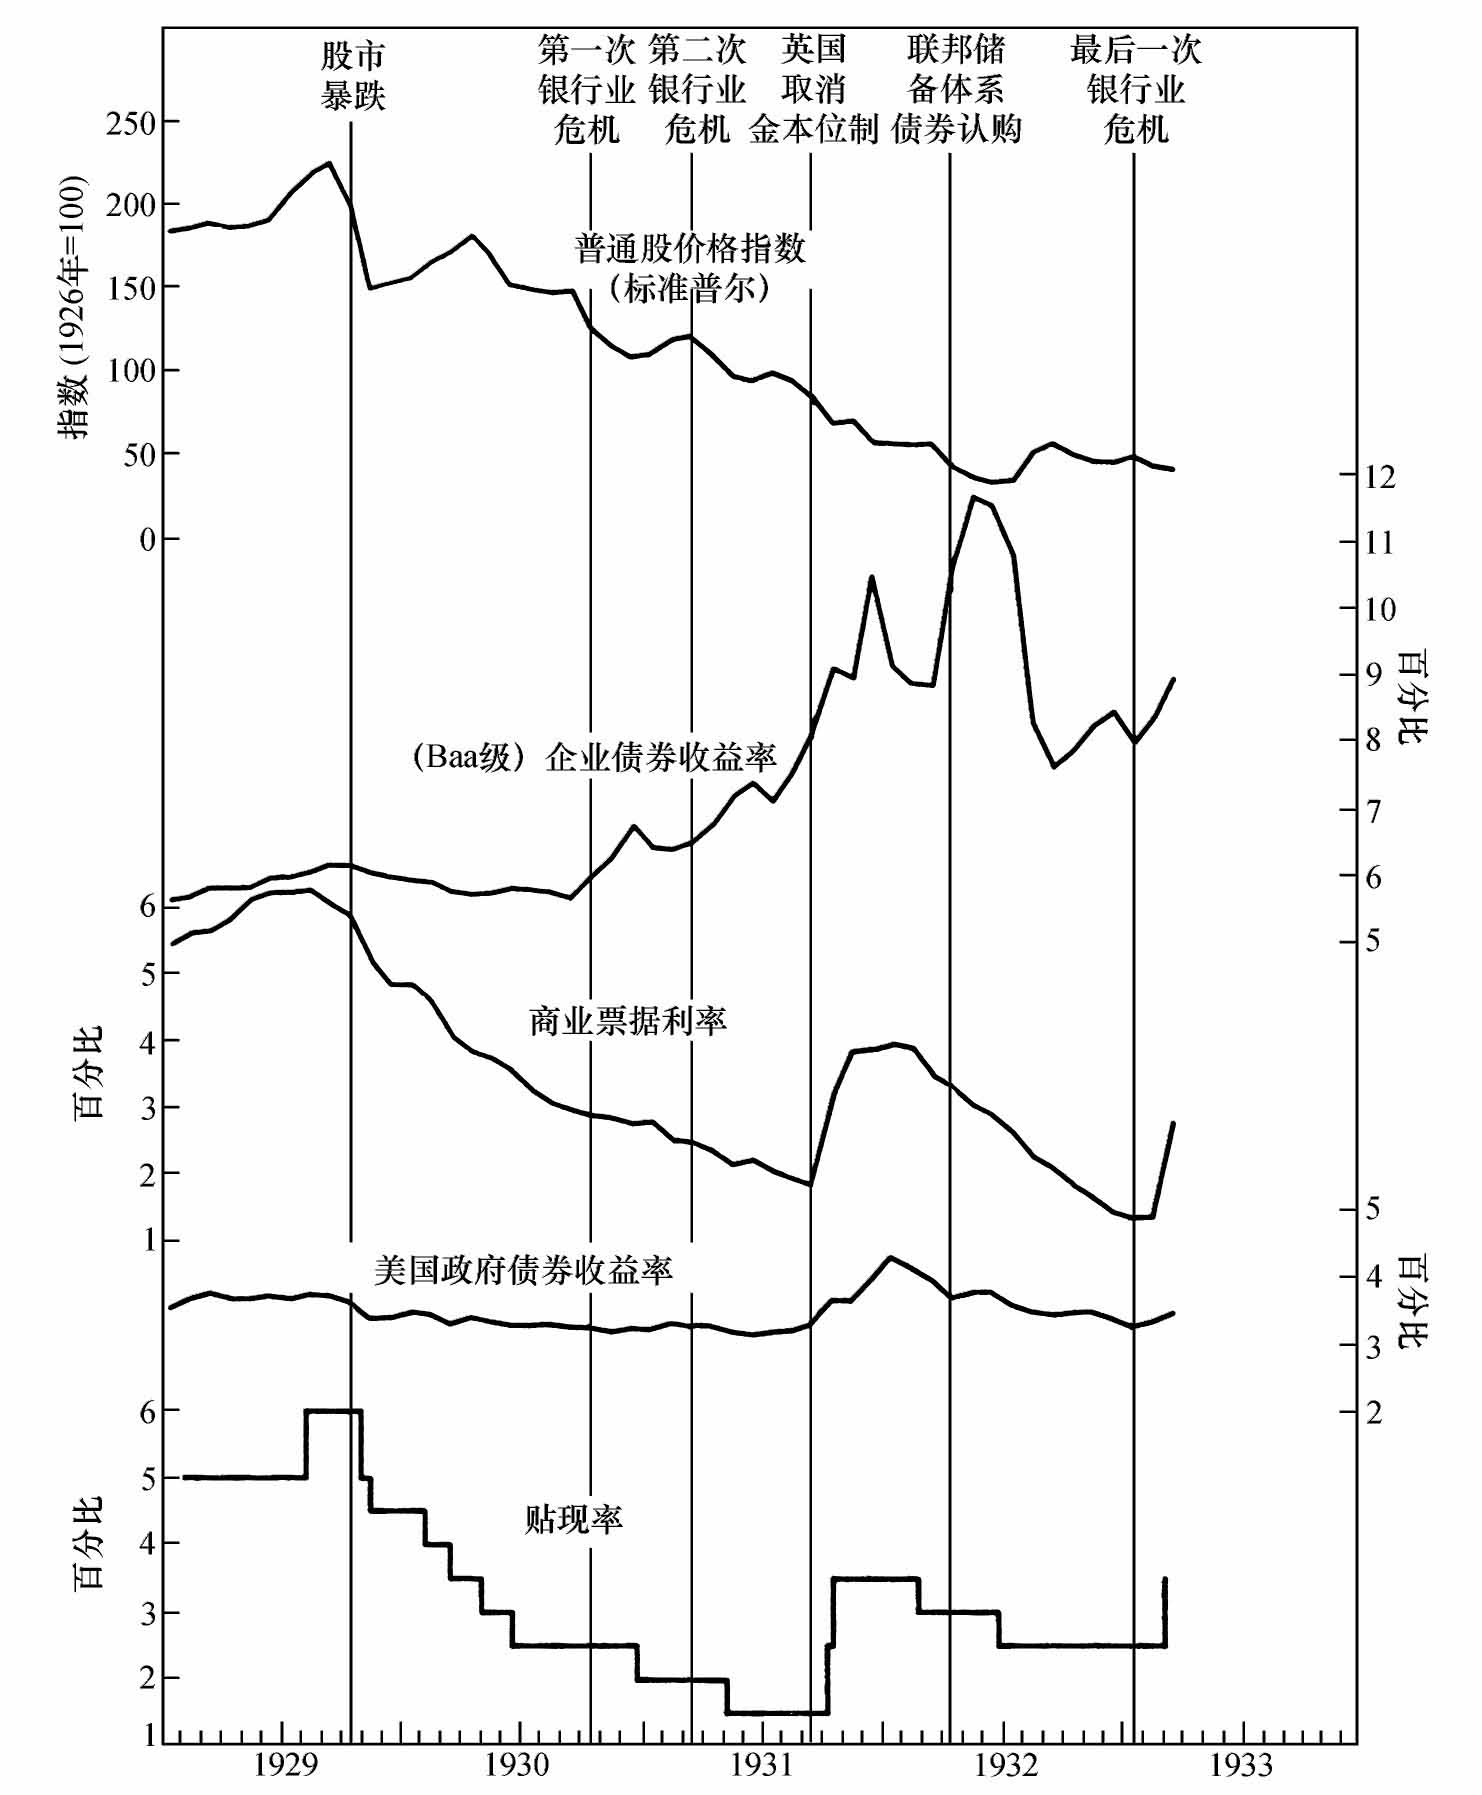 股市
暴跌
第一次
银行业
危机
第二次
银行业
危机
英国
取消
金本位制
联邦储
备体系
债券认购
最后一次
银行业
危机
指数 (1926年=100)
250
200
150
100
50
0
普通股价格指数
（标准普尔）
12
11
10
9
8
7
6
5
百分比
（Baa级）企业债券收益率
6
5
4
3
2
1
百分比
商业票据利率
5
4
3
2
百分比
美国政府债券收益率
6
5
4
3
2
1
百分比
贴现率
1929
1930
1931
1932
1933